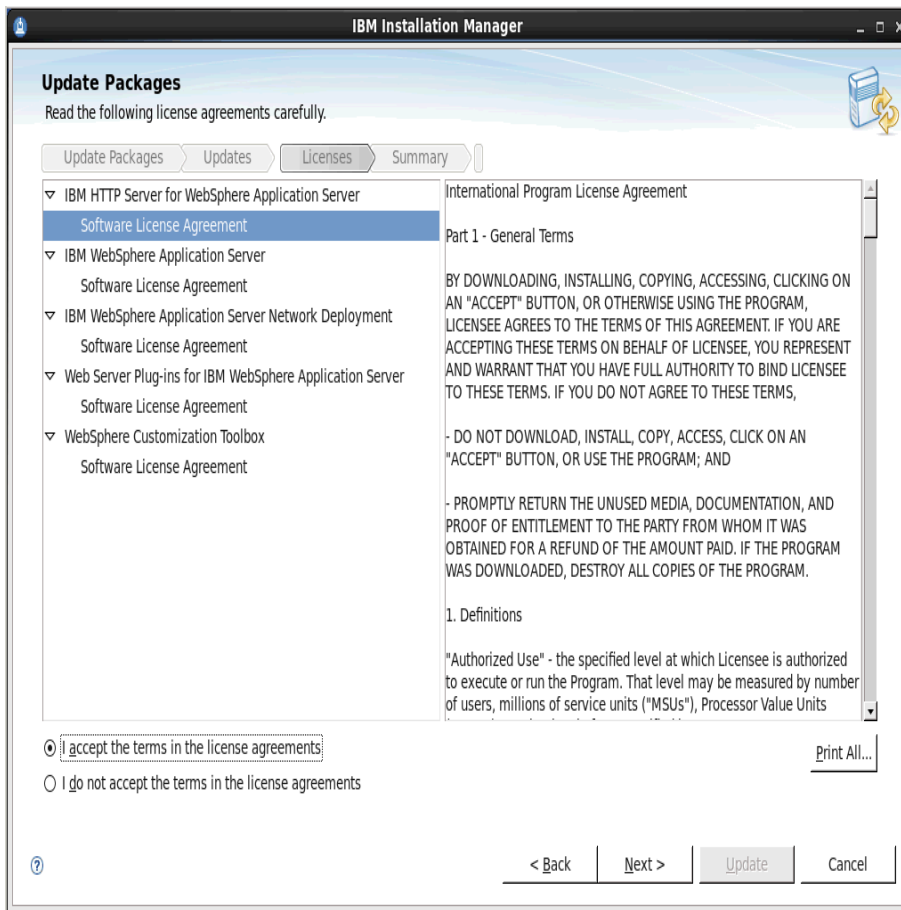 IBM Installation Manager
Update Packages
Read the following license agreements carefully.
Update Packages
Updates
Licenses
Summary
IBM HTTP Server for WebSphere Application Server
Software License Agreement
IBM WebSphere Application Server
Software License Agreement
IBM WebSphere Application Server Network Deployment
Software License Agreement
Web Server Plug-ins for IBM WebSphere Application Server
Software License Agreement
WebSphere Customization Toolbox
Software License Agreement
International Program License Agreement
Part 1 - General Terms
BY DOWNLOADING, INSTALLING, COPYING, ACCESSING, CLICKING ON
AN "ACCEPT" BUTTON, OR OTHERWISE USING THE PROGRAM,
LICENSEE AGREES TO THE TERMS OF THIS AGREEMENT. IF YOU ARE
ACCEPTING THESE TERMS ON BEHALF OF LICENSEE, YOU REPRESENT
AND WARRANT THAT YOU HAVE FULL AUTHORITY TO BIND LICENSEE
TO THESE TERMS. IF YOU DO NOT AGREE TO THESE TERMS,
- DO NOT DOWNLOAD, INSTALL, COPY, ACCESS, CLICK ON AN
"ACCEPT" BUTTON, OR USE THE PROGRAM; AND
- PROMPTLY RETURN THE UNUSED MEDIA, DOCUMENTATION, AND
PROOF OF ENTITLEMENT TO THE PARTY FROM WHOM IT WAS
OBTAINED FOR A REFUND OF THE AMOUNT PAID. IF THE PROGRAM
WAS DOWNLOADED, DESTROY ALL COPIES OF THE PROGRAM.
1. Definitions
"Authorized Use" - the specified level at which Licensee is authorized
to execute or run the Program. That level may be measured by number
of users, millions of service units ("MSUs"), Processor Value Units
I accept the terms in the license agreements
I do not accept the terms in the license agreements
Print All...
< Back
Next >
Update
Cancel